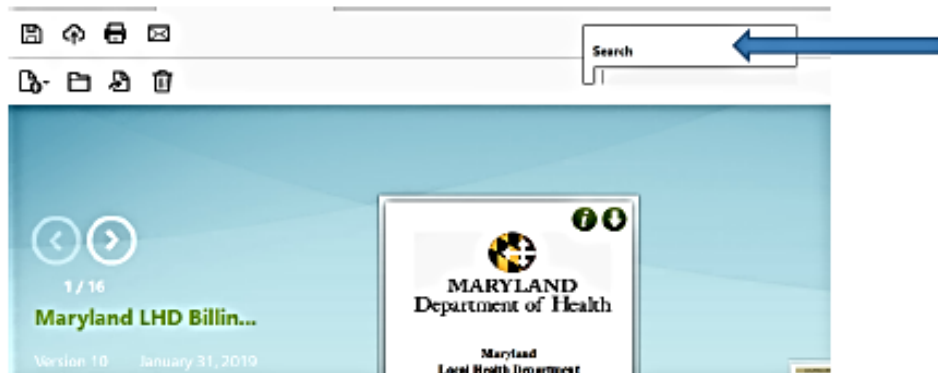 Search
1 / 16
Maryland LHD Billin...
Version 10 January 31, 2019
MARYLAND
Department of Health
Maryland
Local Health Department